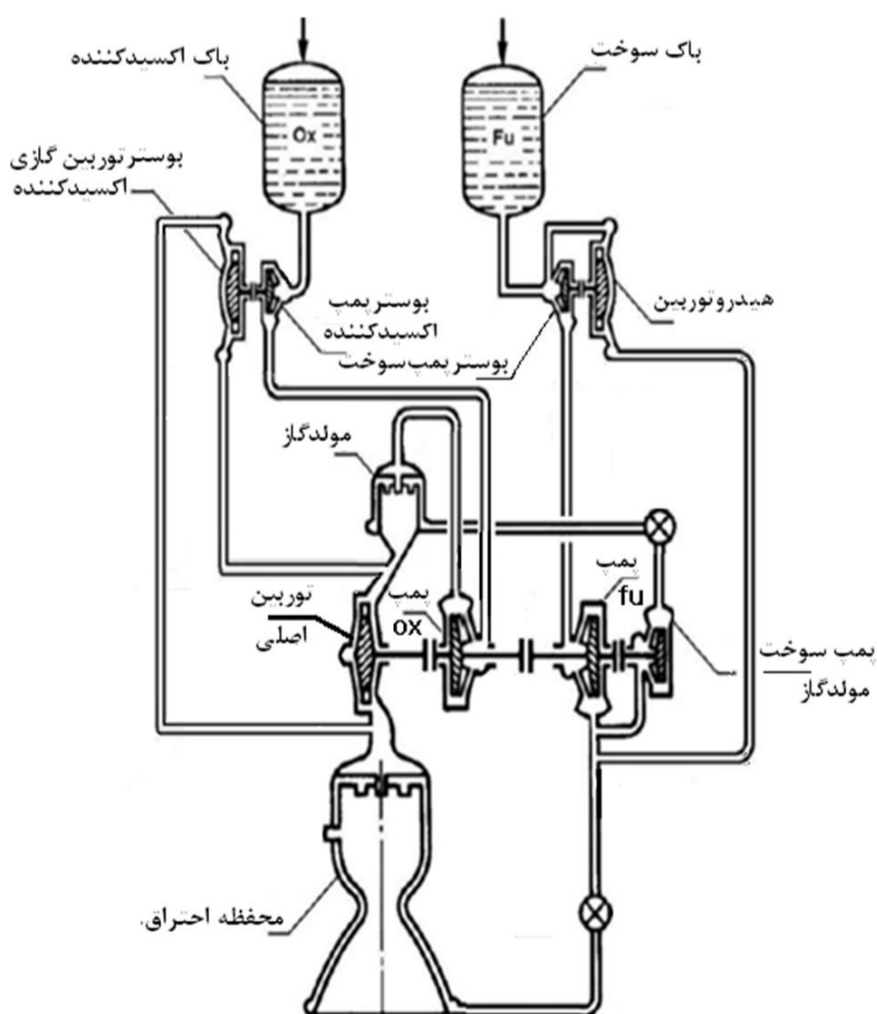 باک سوخت
باک اکسیدکننده
Ox
Fu
بوستر توربین گازی
اکسیدکننده
هیدروتوربین
بوستر پمپ
اکسیدکننده
بوستر پمپ سوخت
مولدگاز
پمپ
fu
پمپ
ox
توربین
اصلی
پمپ سوخت
مولدگاز
محفظه احتراق.